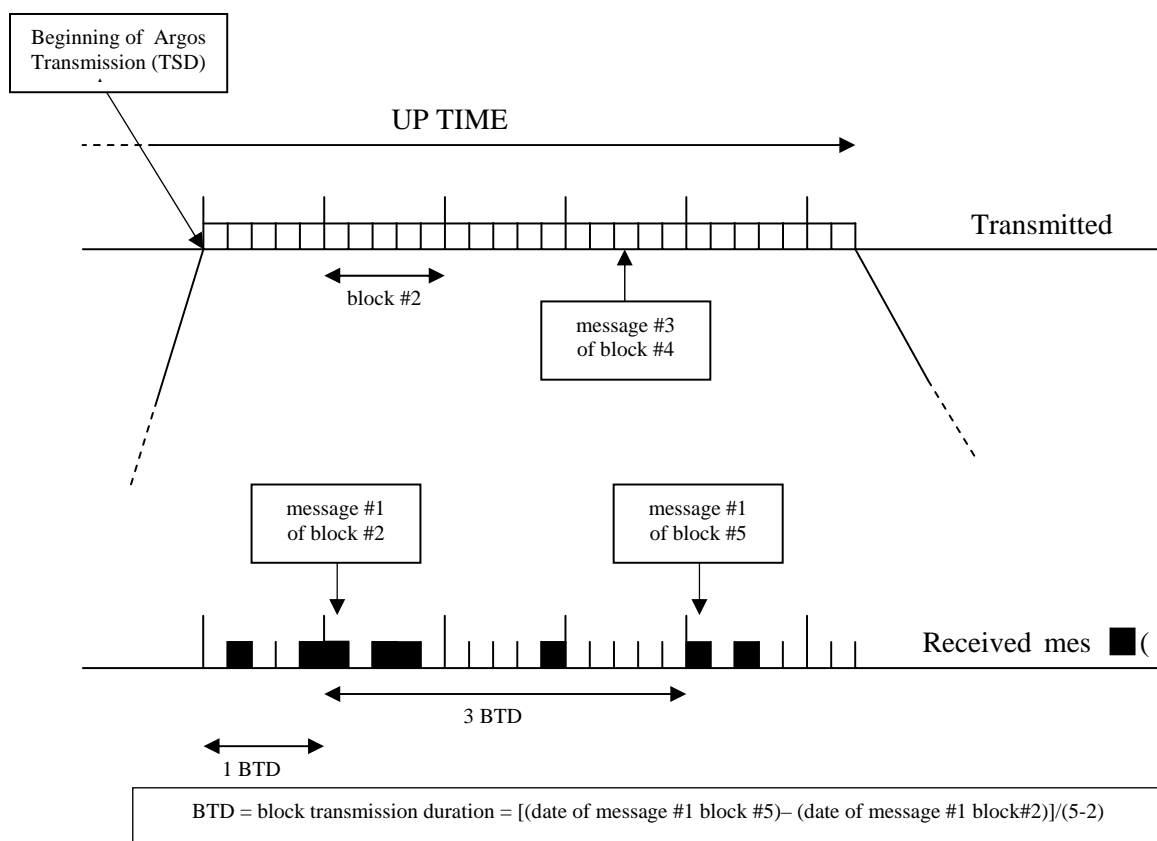 Beginning of Argos
Transmission (TSD)
UP TIME
Transmitted
block #2
message #3
of block #4
message #1
of block #2
message #1
of block #5
Received mes (
3 BTD
1 BTD
BTD = block transmission duration = [(date of message #1 block #5)– (date of message #1 block#2)]/(5-2)